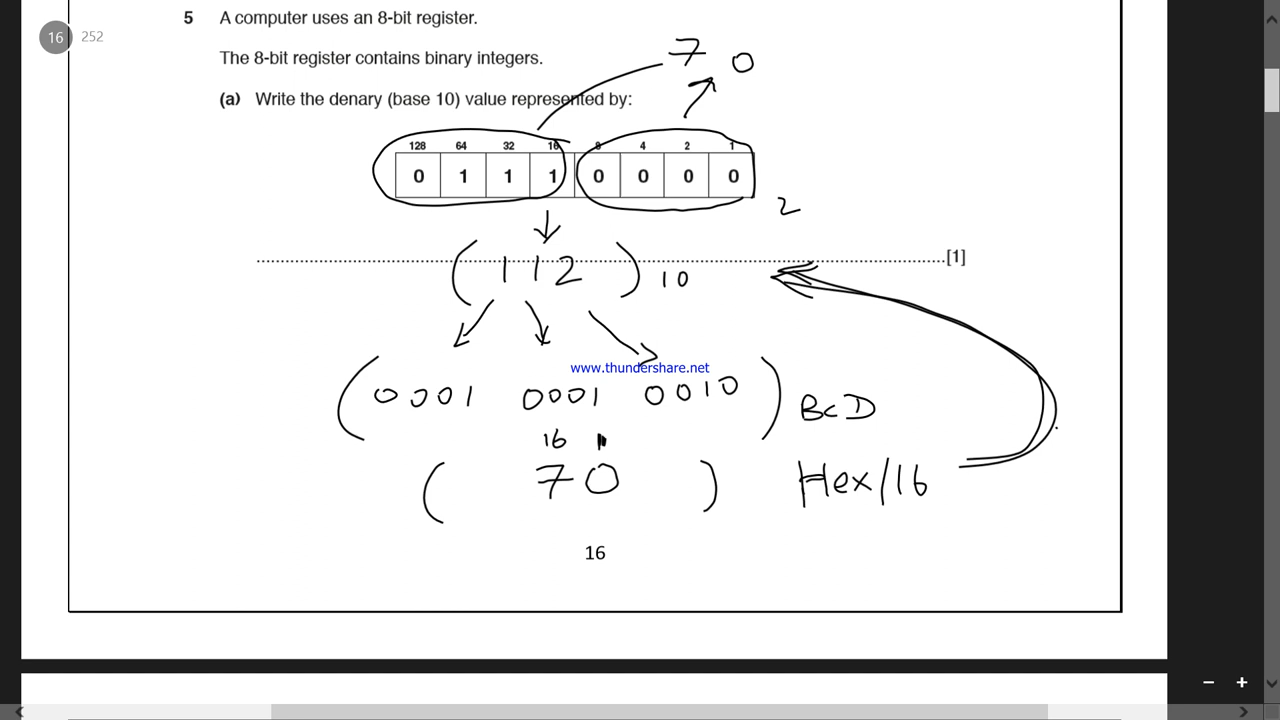 16 252
5 A computer uses an 8-bit register.
The 8-bit register contains binary integers.
7 0
(a) Write the denary (base 10) value represented by:
128 64 32 16 8 4 2 1
0 1 1 1 0 0 0 0
2
( 112 ) 10 [1]
www.thundershare.net
( 0001 0001 0010 ) BCD
16 1
( 70 ) Hex/16
16